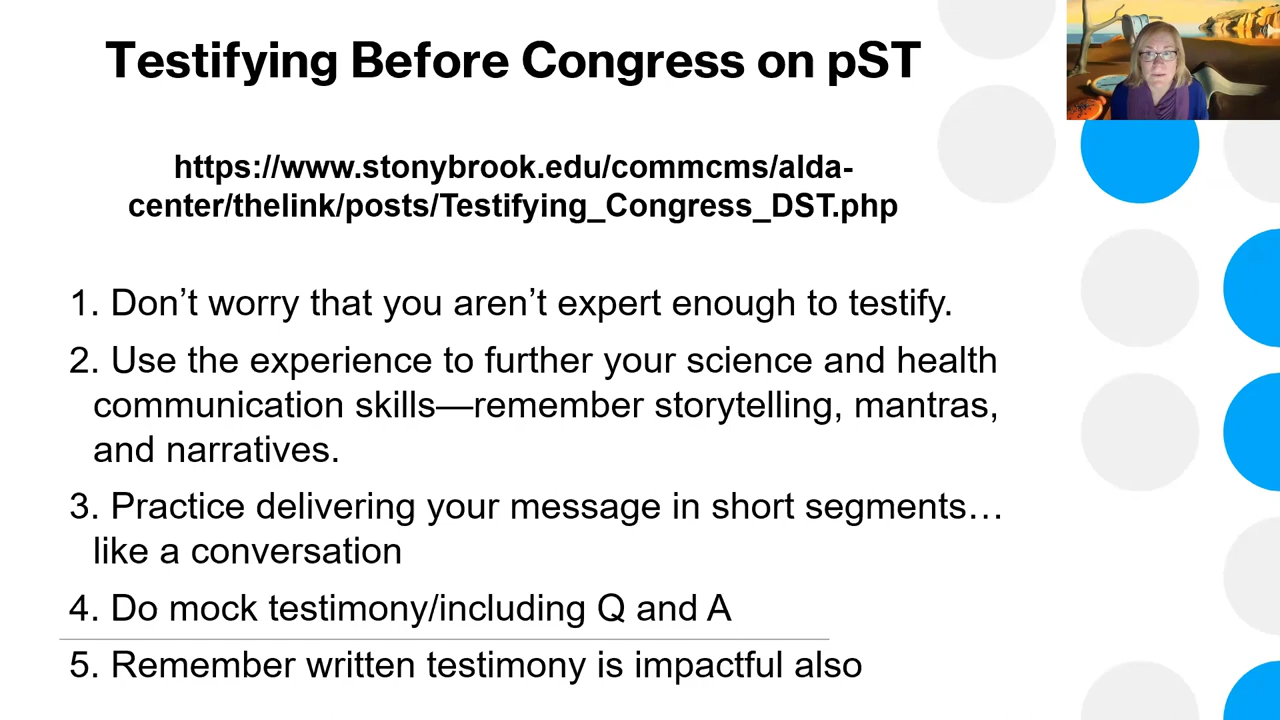 Testifying Before Congress on pST
https://www.stonybrook.edu/commcms/alda-
center/thelink/posts/Testifying_Congress_DST.php
1. Don’t worry that you aren’t expert enough to testify.
2. Use the experience to further your science and health
communication skills—remember storytelling, mantras,
and narratives.
3. Practice delivering your message in short segments…
like a conversation
4. Do mock testimony/including Q and A
5. Remember written testimony is impactful also